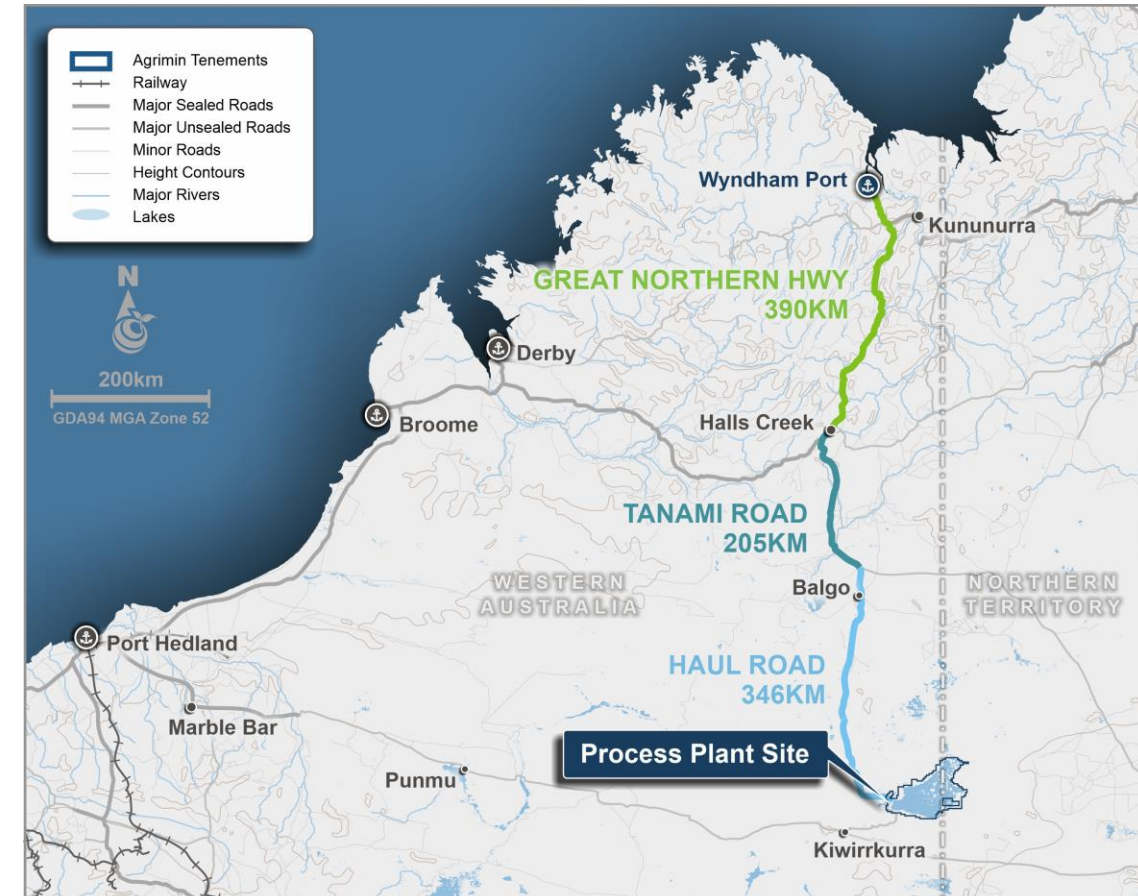 Agrimin Tenements
Railway
Major Sealed Roads
Major Unsealed Roads
Minor Roads
Height Contours
Major Rivers
Lakes
N
200km
GDA94 MGA Zone 52
Wyndham Port
Kununurra
GREAT NORTHERN HWY
390KM
Derby
Broome
Halls Creek
TANAMI ROAD
205KM
WESTERN
AUSTRALIA
NORTHERN
TERRITORY
Balgo
Port Hedland
HAUL ROAD
346KM
Marble Bar
Process Plant Site
Punmu
Kiwirrkurra